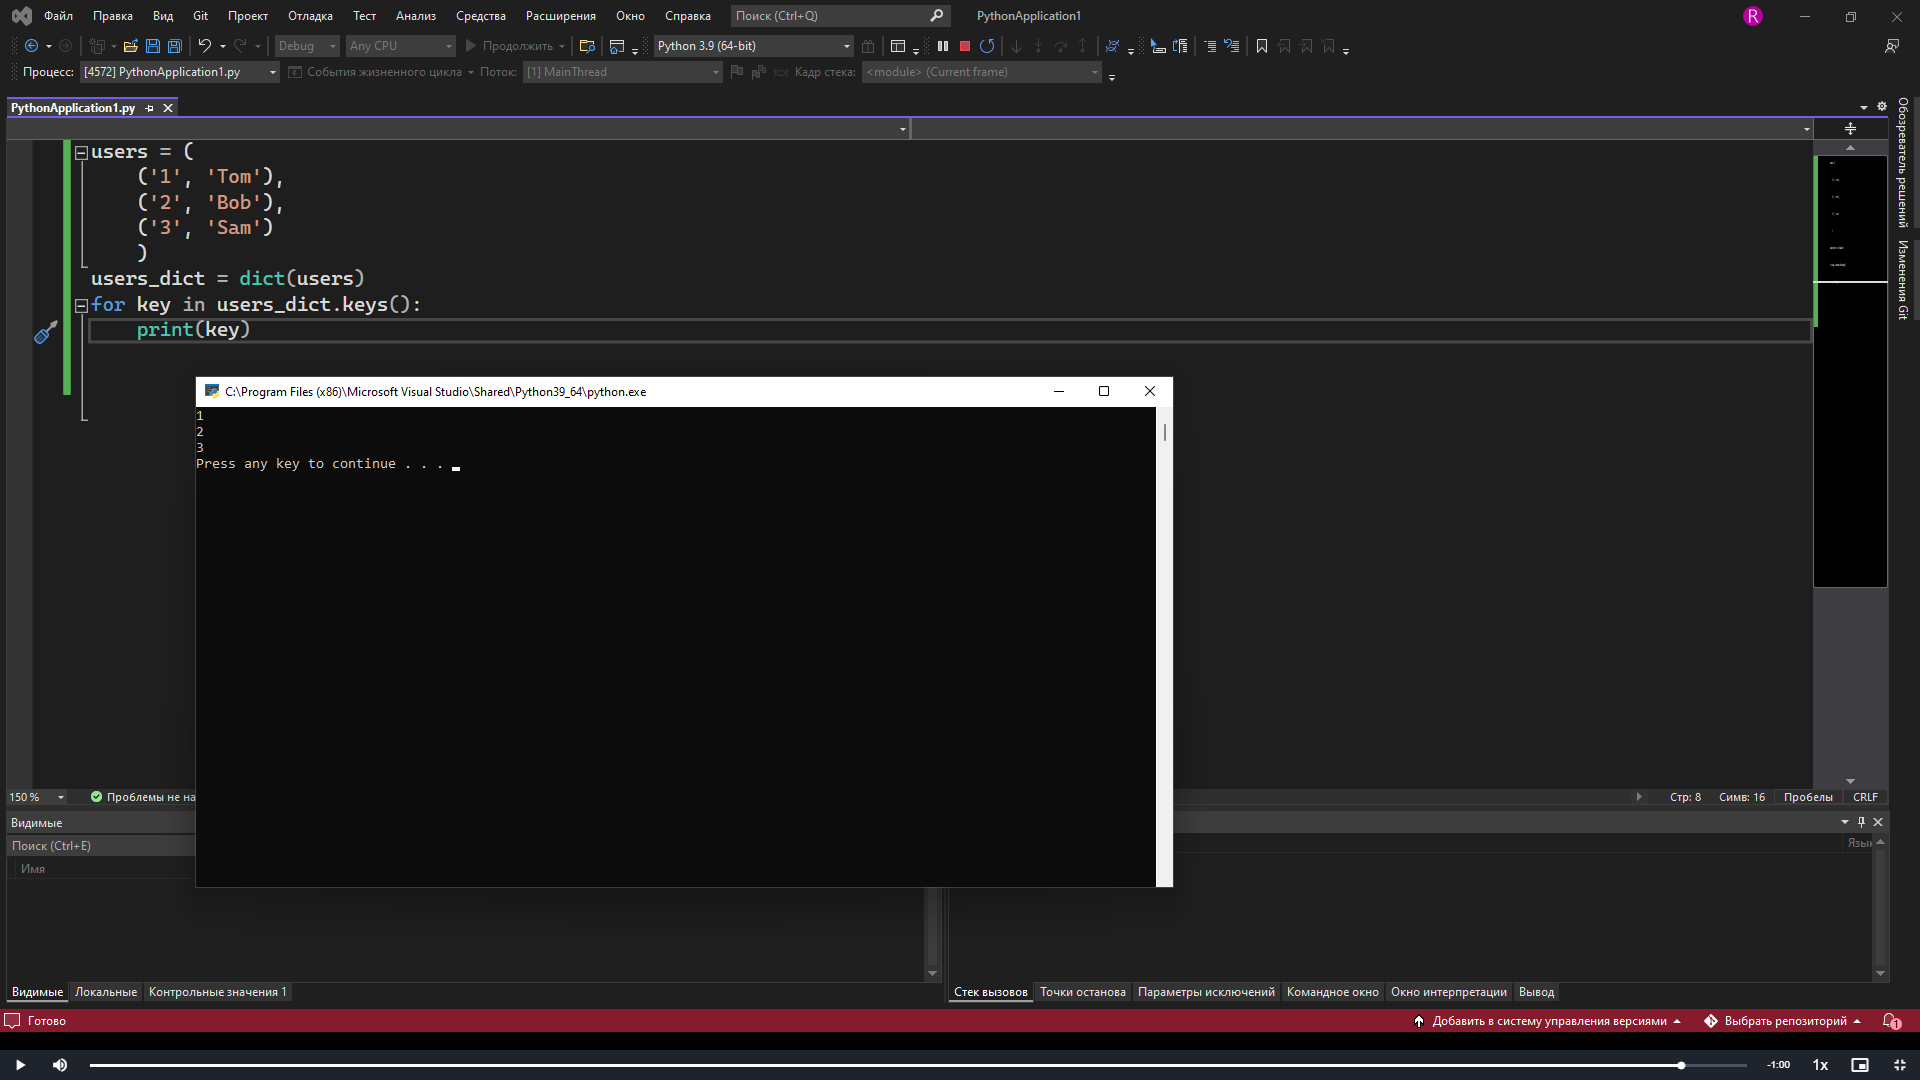 Файл Правка Вид Git Проект Отладка Тест Анализ Средства Расширения Окно Справка Поиск (Ctrl+Q) PythonApplication1 R
Debug Any CPU Продолжить Python 3.9 (64-bit)
Процесс: [4572] PythonApplication1.py События жизненного цикла Поток: [1] MainThread Кадр стека: <module> (Current frame)
PythonApplication1.py
users = (
('1', 'Tom'),
('2', 'Bob'),
('3', 'Sam')
)
users_dict = dict(users)
for key in users_dict.keys():
print(key)
C:\Program Files (x86)\Microsoft Visual Studio\Shared\Python39_64\python.exe
1
2
3
Press any key to continue . . .
Обозреватель решений
Изменения Git
150 % Проблемы не на Стр: 8 Симв: 16 Пробелы CRLF
Видимые
Поиск (Ctrl+E)
Имя
Язык
Видимые Локальные Контрольные значения 1
Стек вызовов Точки останова Параметры исключений Командное окно Окно интерпретации Вывод
Готово Добавить в систему управления версиями Выбрать репозиторий 1
-1:00 1x